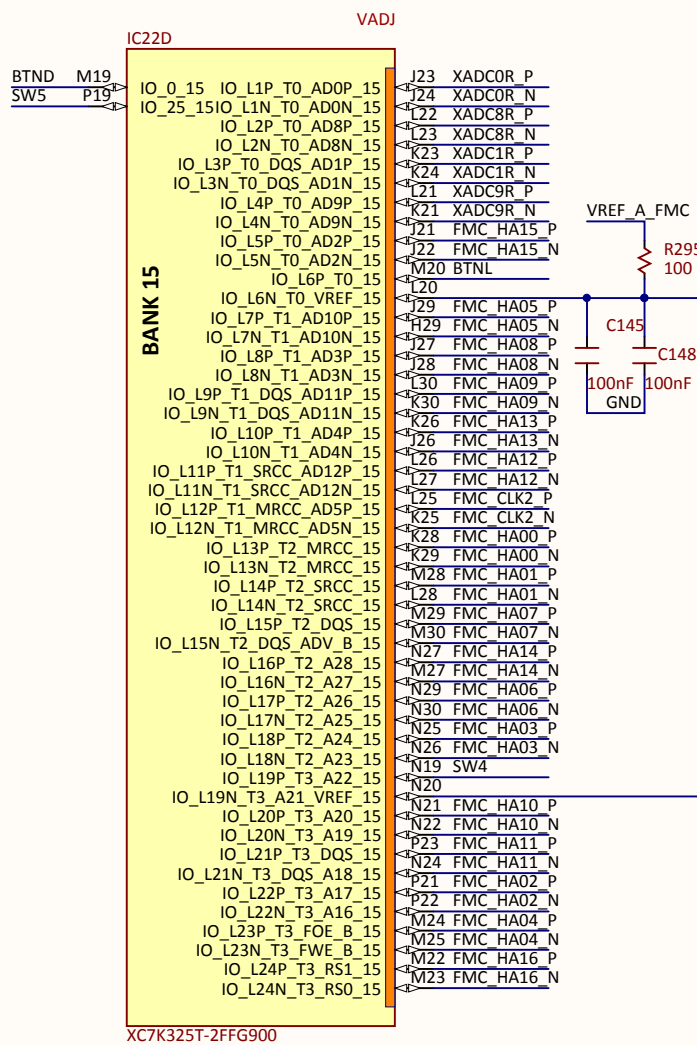 VADJ
IC22D
BTND M19 IO_0_15 IO_L1P_T0_AD0P_15 J23 XADC0R_P
SW5 P19 IO_25_15 IO_L1N_T0_AD0N_15 J24 XADC0R_N
IO_L2P_T0_AD8P_15 L22 XADC8R_P
IO_L2N_T0_AD8N_15 L23 XADC8R_N
IO_L3P_T0_DQS_AD1P_15 K23 XADC1R_P
IO_L3N_T0_DQS_AD1N_15 K24 XADC1R_N
IO_L4P_T0_AD9P_15 L21 XADC9R_P
IO_L4N_T0_AD9N_15 K21 XADC9R_N
VREF_A_FMC
IO_L5P_T0_AD2P_15 J21 FMC_HA15_P
IO_L5N_T0_AD2N_15 J22 FMC_HA15_N
R295
100
IO_L6P_T0_15 M20 BTNL
IO_L6N_T0_VREF_15 L20
BANK 15
IO_L7P_T1_AD10P_15 J29 FMC_HA05_P
IO_L7N_T1_AD10N_15 H29 FMC_HA05_N
C145
IO_L8P_T1_AD3P_15 J27 FMC_HA08_P
IO_L8N_T1_AD3N_15 J28 FMC_HA08_N
C148
IO_L9P_T1_DQS_AD11P_15 L30 FMC_HA09_P
100nF 100nF
IO_L9N_T1_DQS_AD11N_15 K30 FMC_HA09_N
GND
IO_L10P_T1_AD4P_15 K26 FMC_HA13_P
IO_L10N_T1_AD4N_15 J26 FMC_HA13_N
IO_L11P_T1_SRCC_AD12P_15 L26 FMC_HA12_P
IO_L11N_T1_SRCC_AD12N_15 L27 FMC_HA12_N
IO_L12P_T1_MRCC_AD5P_15 L25 FMC_CLK2_P
IO_L12N_T1_MRCC_AD5N_15 K25 FMC_CLK2_N
IO_L13P_T2_MRCC_15 K28 FMC_HA00_P
IO_L13N_T2_MRCC_15 K29 FMC_HA00_N
IO_L14P_T2_SRCC_15 M28 FMC_HA01_P
IO_L14N_T2_SRCC_15 L28 FMC_HA01_N
IO_L15P_T2_DQS_15 M29 FMC_HA07_P
IO_L15N_T2_DQS_ADV_B_15 M30 FMC_HA07_N
IO_L16P_T2_A28_15 N27 FMC_HA14_P
IO_L16N_T2_A27_15 M27 FMC_HA14_N
IO_L17P_T2_A26_15 N29 FMC_HA06_P
IO_L17N_T2_A25_15 N30 FMC_HA06_N
IO_L18P_T2_A24_15 N25 FMC_HA03_P
IO_L18N_T2_A23_15 N26 FMC_HA03_N
IO_L19P_T3_A22_15 N19 SW4
IO_L19N_T3_A21_VREF_15 N20
IO_L20P_T3_A20_15 N21 FMC_HA10_P
IO_L20N_T3_A19_15 N22 FMC_HA10_N
IO_L21P_T3_DQS_15 P23 FMC_HA11_P
IO_L21N_T3_DQS_A18_15 N24 FMC_HA11_N
IO_L22P_T3_A17_15 P21 FMC_HA02_P
IO_L22N_T3_A16_15 P22 FMC_HA02_N
IO_L23P_T3_FOE_B_15 M24 FMC_HA04_P
IO_L23N_T3_FWE_B_15 M25 FMC_HA04_N
IO_L24P_T3_RS1_15 M22 FMC_HA16_P
IO_L24N_T3_RS0_15 M23 FMC_HA16_N
XC7K325T-2FFG900